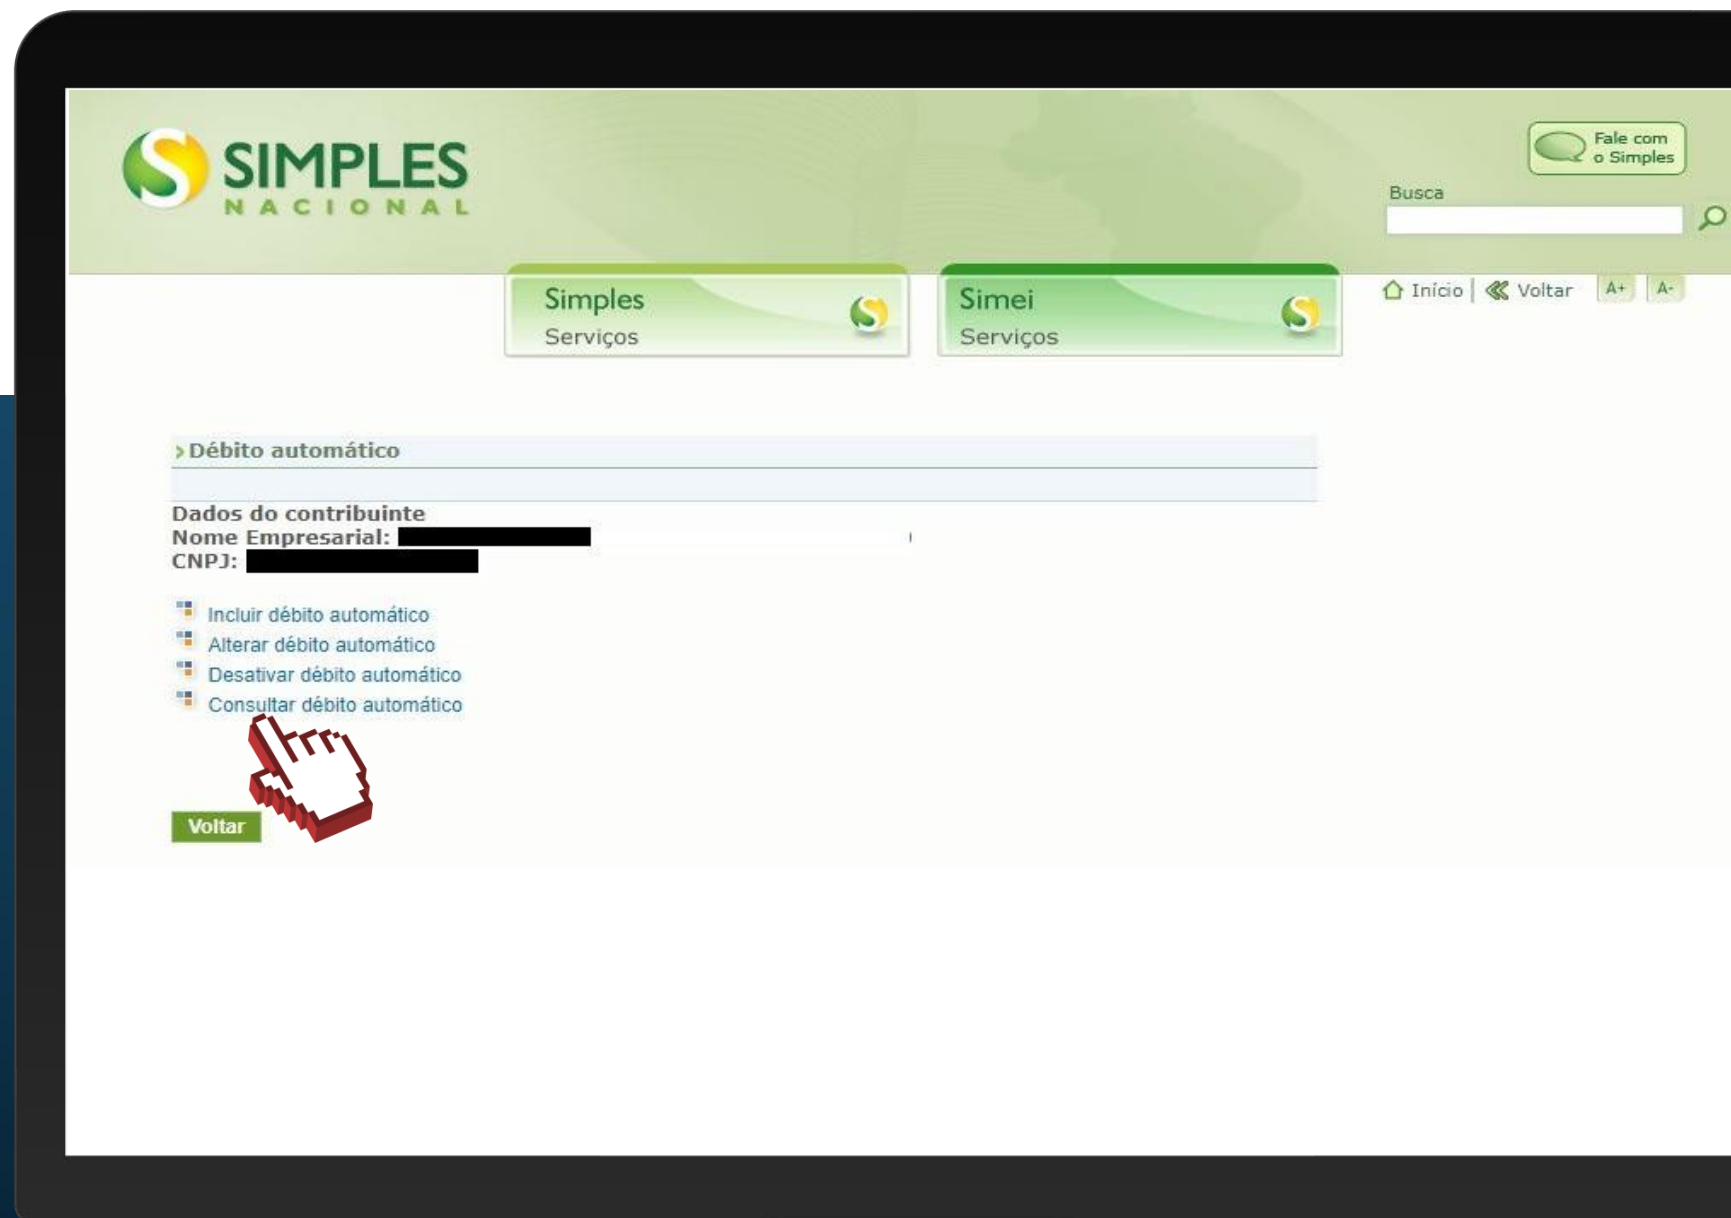 SIMPLES
NACIONAL
Fale com
o Simples
Busca
Simples
Serviços
Simei
Serviços
Início | Voltar A+ A-
Débito automático
Dados do contribuinte
Nome Empresarial:
CNPJ:
Incluir débito automático
Alterar débito automático
Desativar débito automático
Consultar débito automático
Voltar